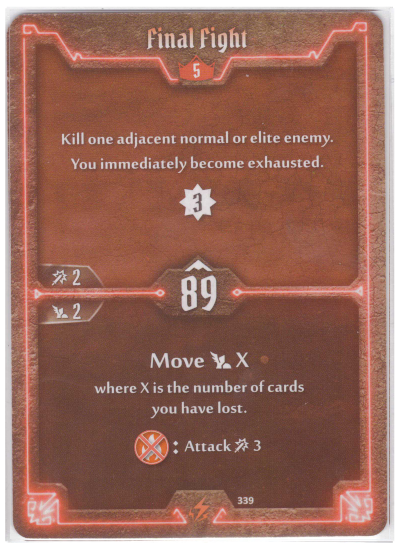 Final Fight
5
Kill one adjacent normal or elite enemy.
You immediately become exhausted.
3
2
89
2
Move X
where X is the number of cards
you have lost.
: Attack 3
339